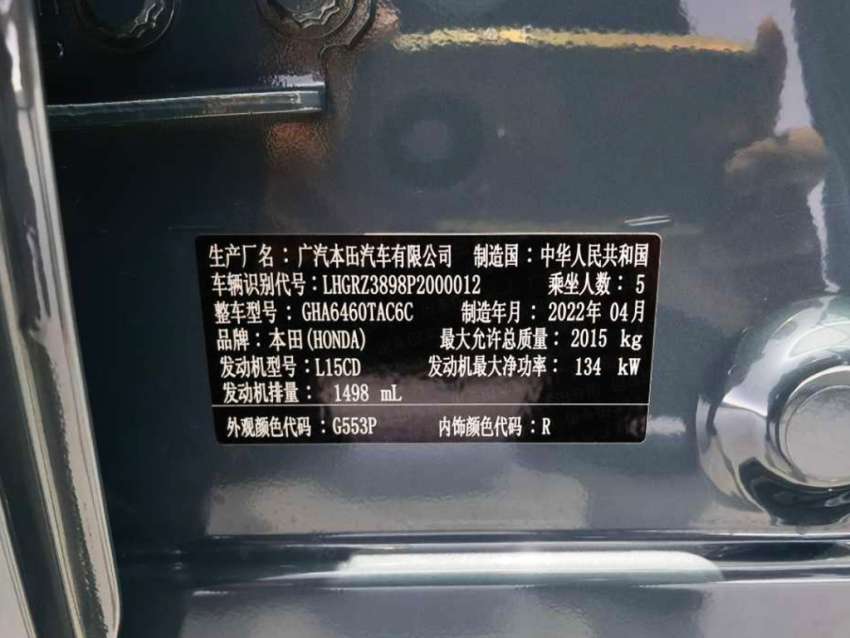 生产厂名：广汽本田汽车有限公司 制造国：中华人民共和国
车辆识别代号：LHGRZ3898P2000012 乘坐人数：5
整车型号：GHA6460TAC6C 制造年月：2022年04月
品牌：本田(HONDA) 最大允许总质量：2015 kg
发动机型号：L15CD 发动机最大净功率：134 kW
发动机排量：1498 mL
外观颜色代码：G553P 内饰颜色代码：R